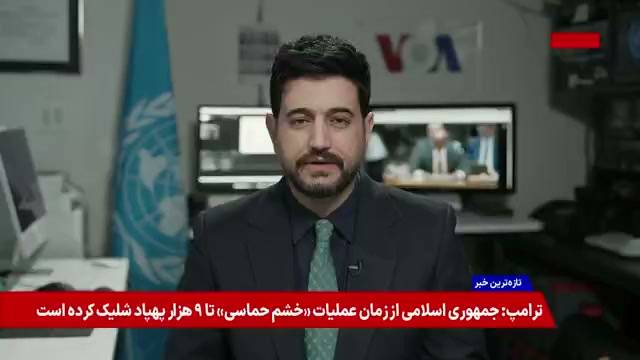 VOA
تازه‌ترین خبر
ترامپ: جمهوری اسلامی از زمان عملیات «خشم حماسی» تا ۹ هزار پهپاد شلیک کرده است